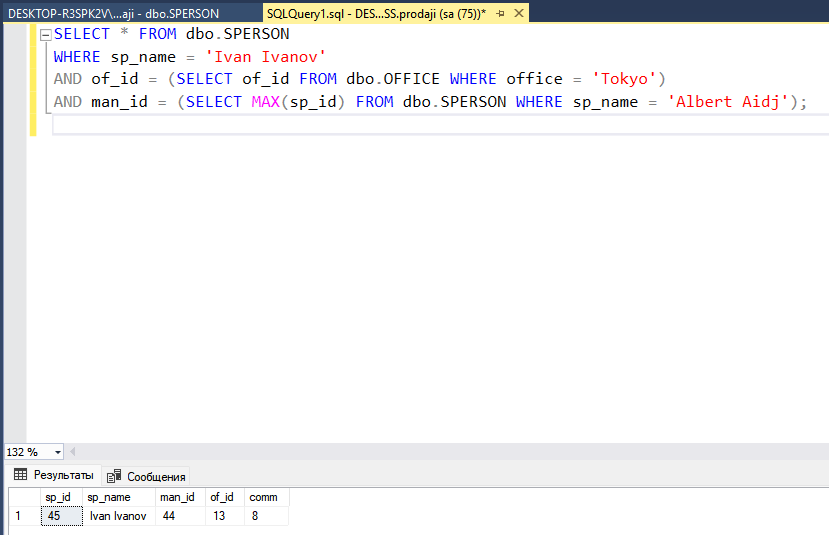 DESKTOP-R3SPK2V\...aji - dbo.SPERSON
SQLQuery1.sql - DES...SS.prodaji (sa (75))*
SELECT * FROM dbo.SPERSON
WHERE sp_name = 'Ivan Ivanov'
AND of_id = (SELECT of_id FROM dbo.OFFICE WHERE office = 'Tokyo')
AND man_id = (SELECT MAX(sp_id) FROM dbo.SPERSON WHERE sp_name = 'Albert Aidj');
132 %
Результаты Сообщения
sp_id sp_name man_id of_id comm
1 45 Ivan Ivanov 44 13 8